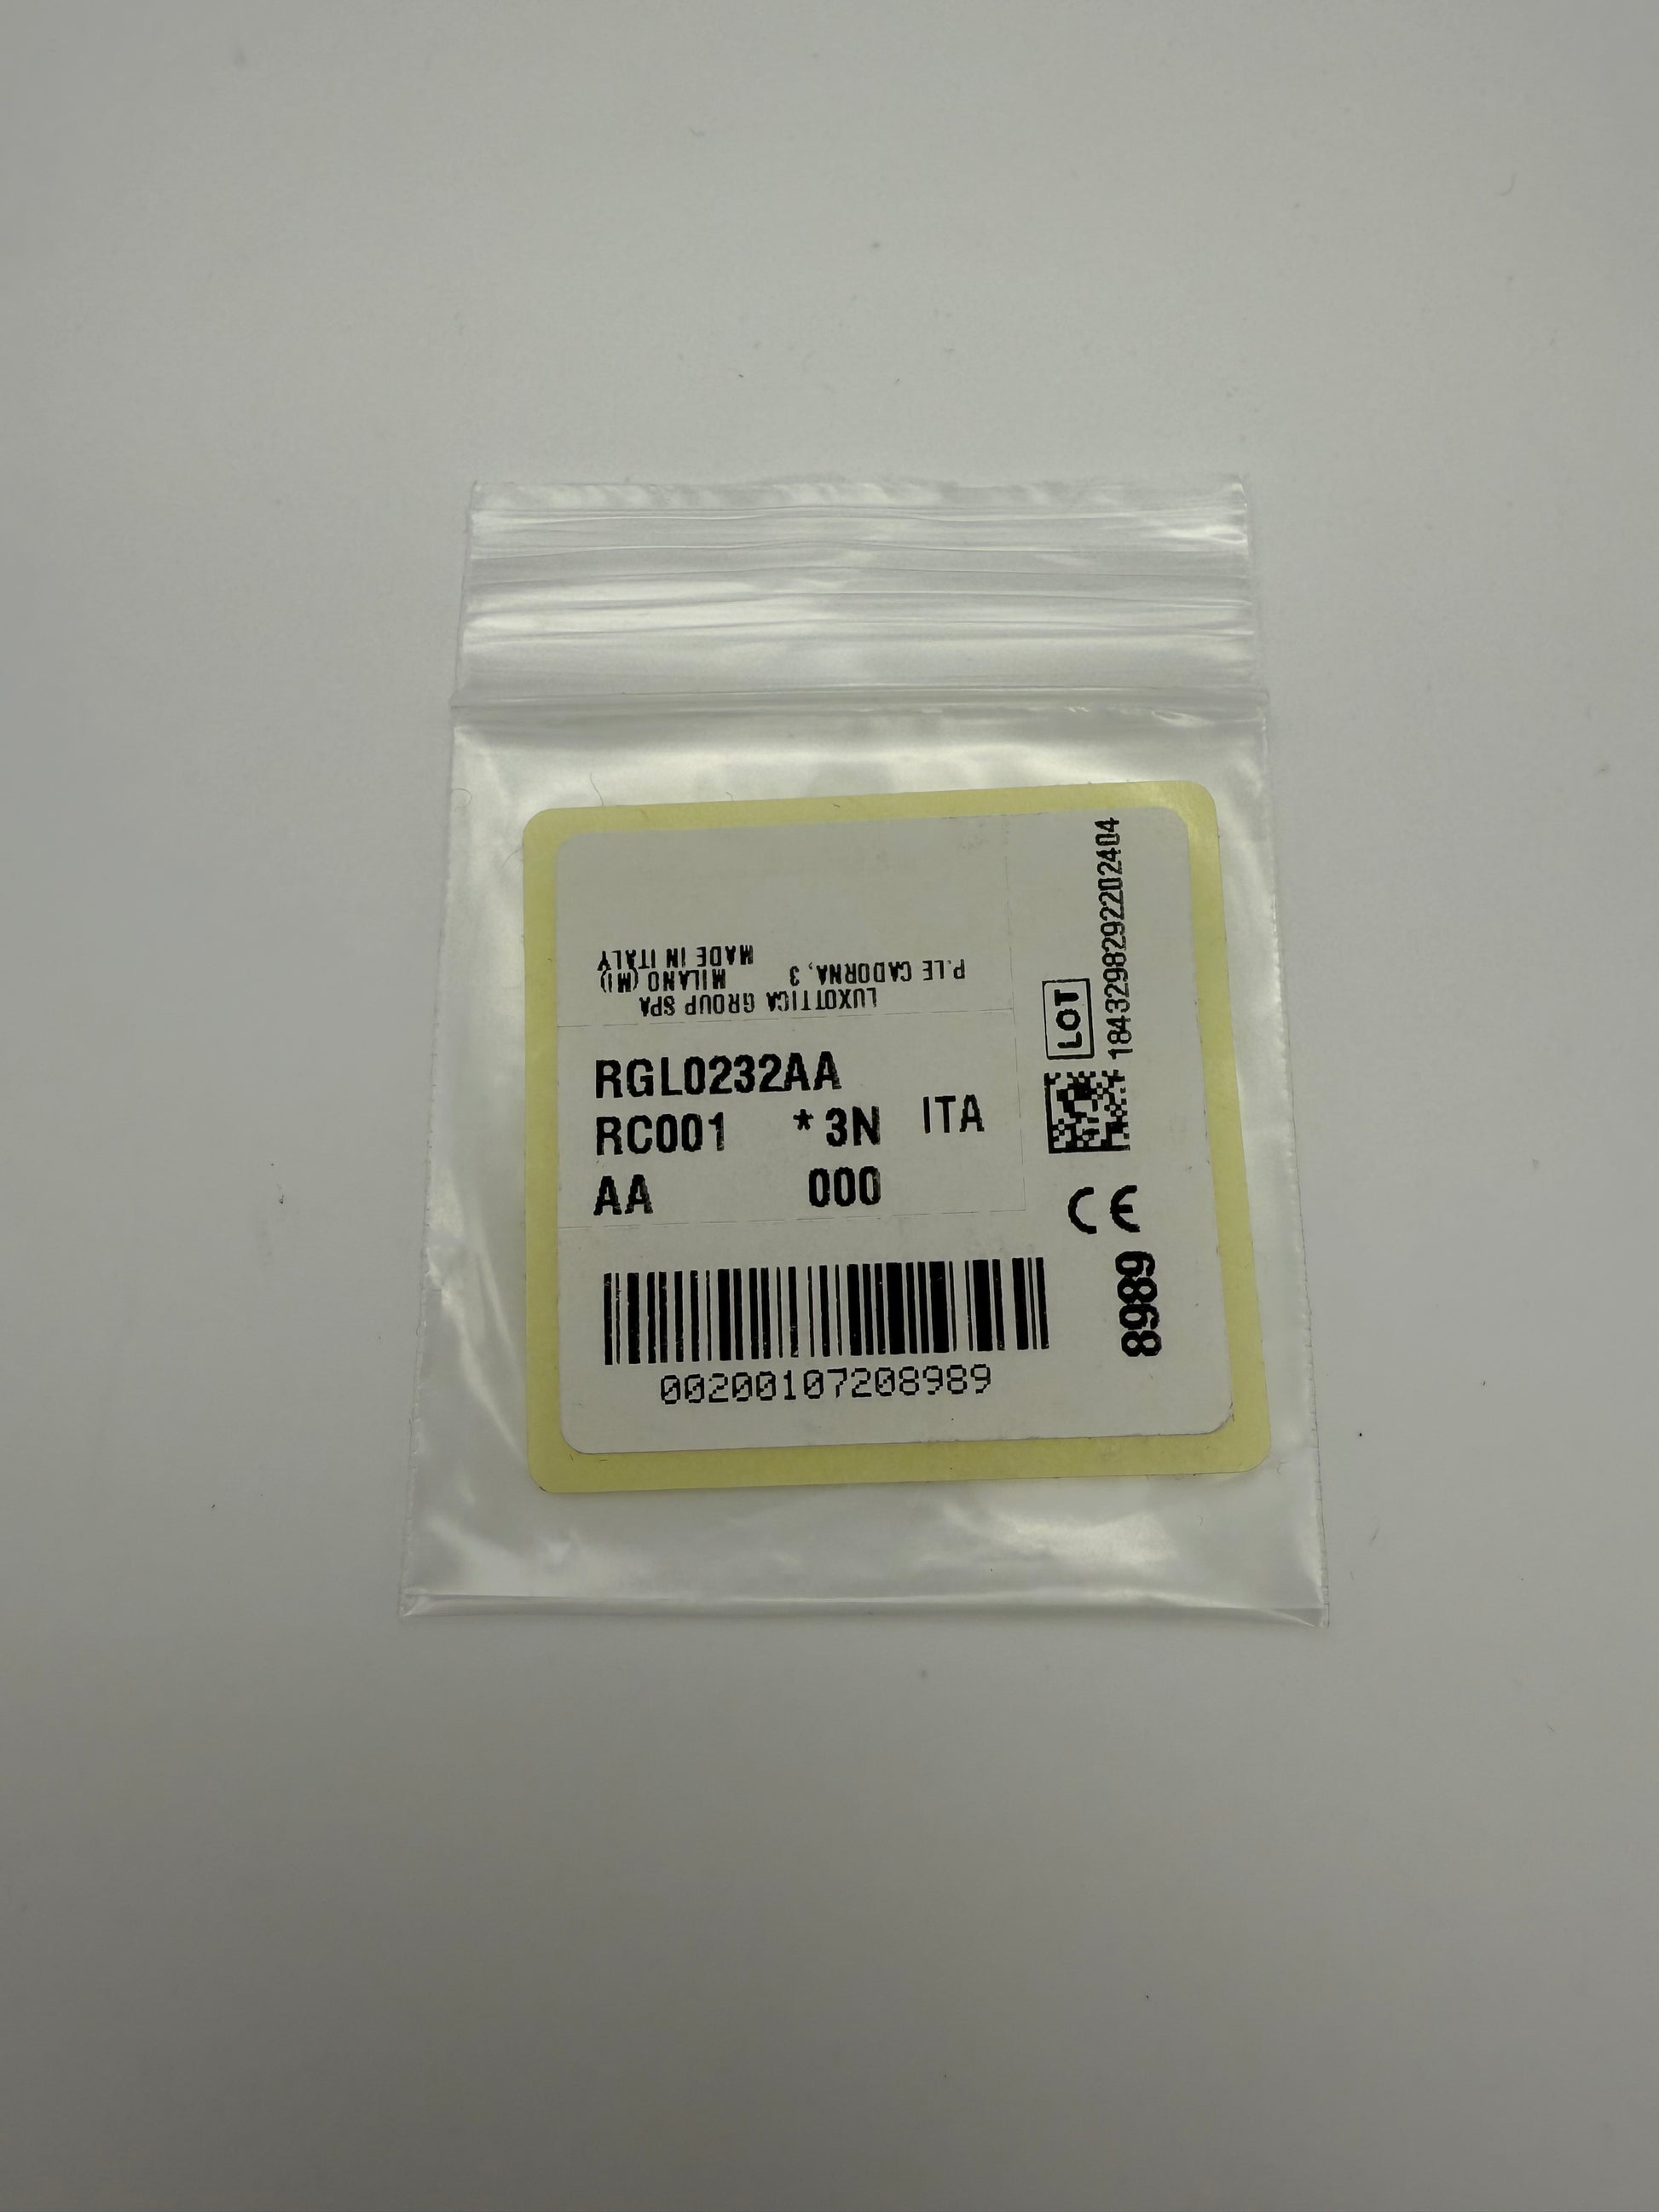 LUXOTTICA GROUP SPA
P.LE CADORNA, 3 MILANO (MI)
MADE IN ITALY
RGL0232AA
RC001 *3N ITA
AA 000
00200107208989
LOT
1843298292202404
CE
8989